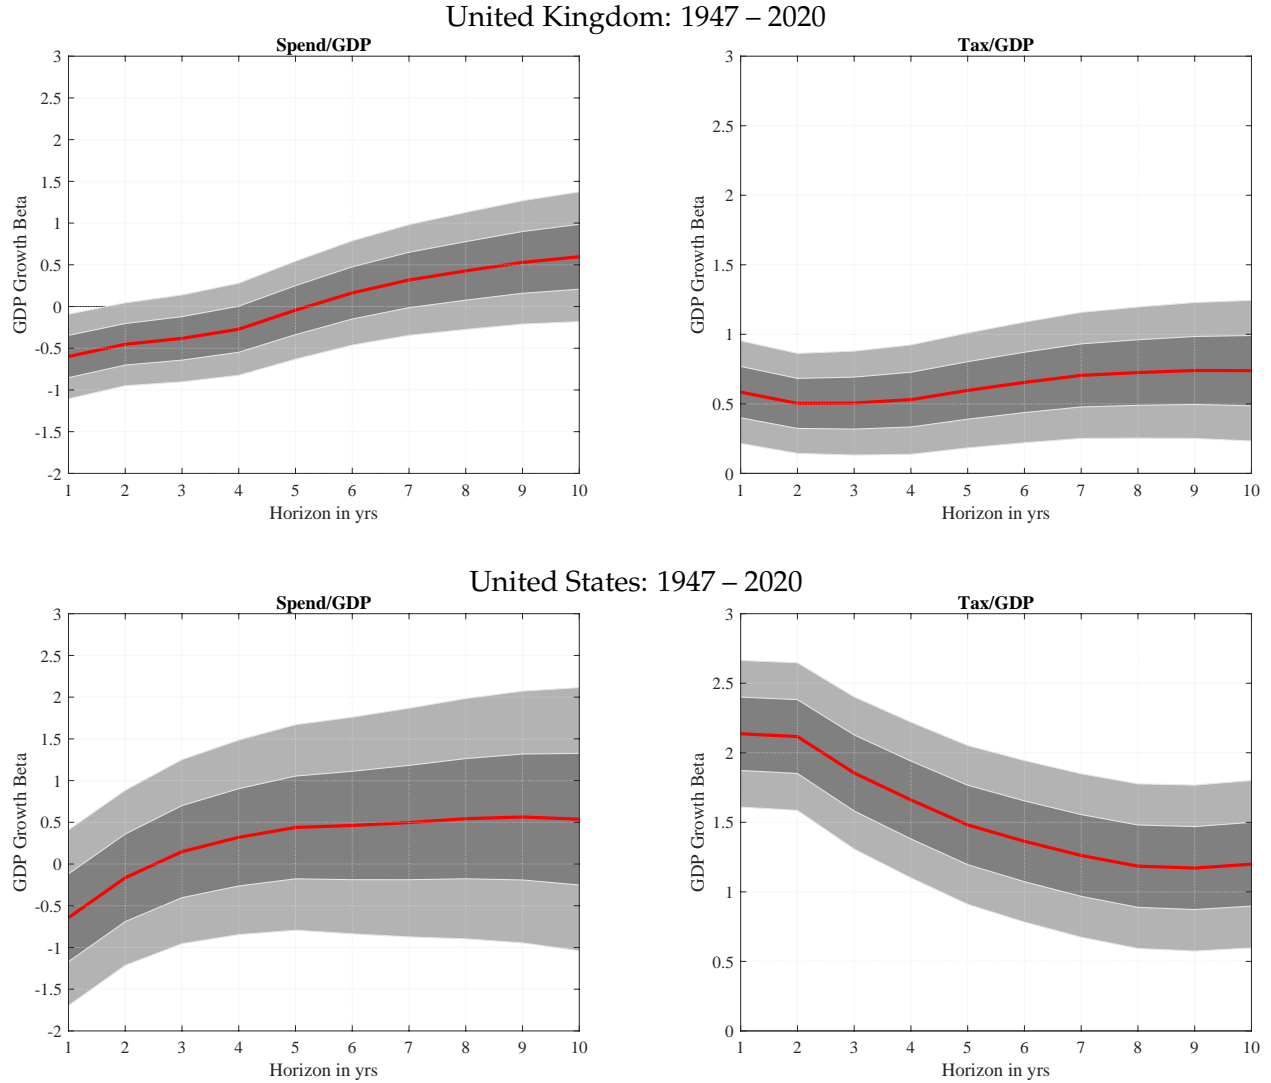 United Kingdom: 1947 – 2020
Spend/GDP
3
2.5
2
1.5
1
0.5
0
-0.5
-1
-1.5
-2
GDP Growth Beta
1 2 3 4 5 6 7 8 9 10
Horizon in yrs
Tax/GDP
3
2.5
2
1.5
1
0.5
0
GDP Growth Beta
1 2 3 4 5 6 7 8 9 10
Horizon in yrs
United States: 1947 – 2020
Spend/GDP
3
2.5
2
1.5
1
0.5
0
-0.5
-1
-1.5
-2
GDP Growth Beta
1 2 3 4 5 6 7 8 9 10
Horizon in yrs
Tax/GDP
3
2.5
2
1.5
1
0.5
0
GDP Growth Beta
1 2 3 4 5 6 7 8 9 10
Horizon in yrs